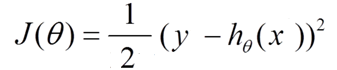 J(θ) = 1/2 (y − h_θ(x))²